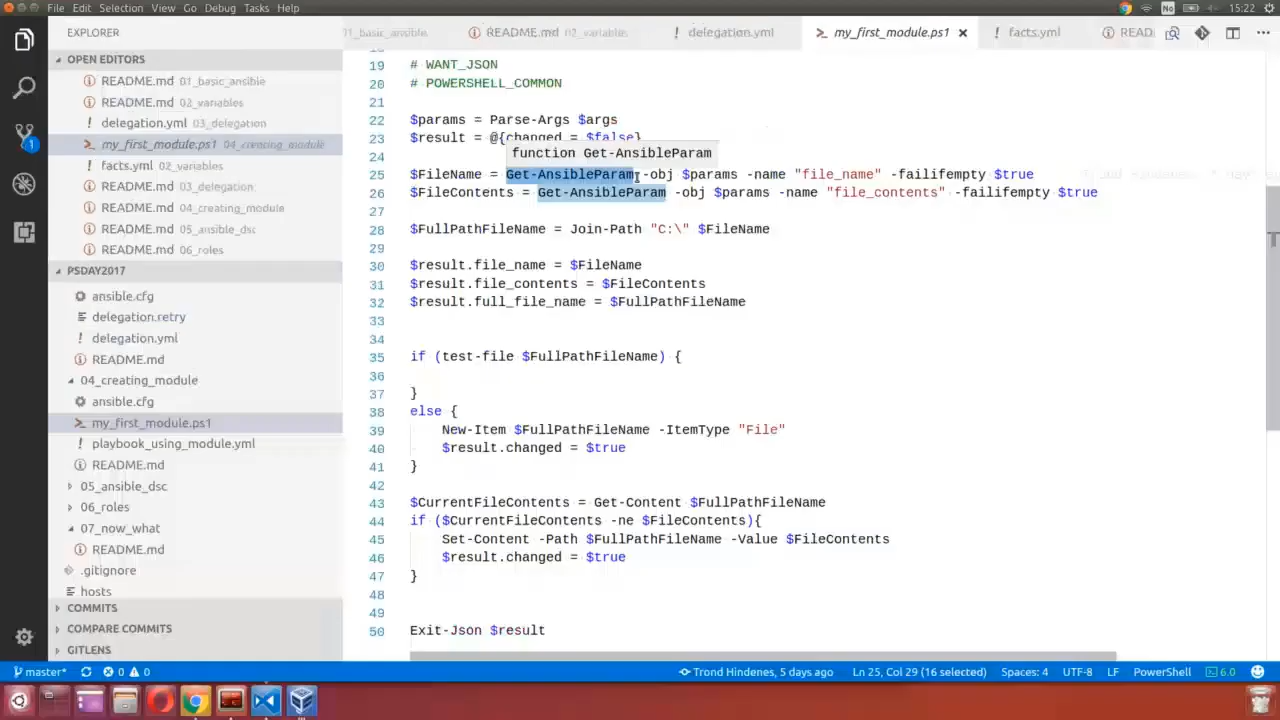 File Edit Selection View Go Debug Tasks Help
15:22
EXPLORER
01_basic_ansible
README.md 02_variables
delegation.yml
my_first_module.ps1
facts.yml
READ
OPEN EDITORS
README.md 01_basic_ansible
README.md 02_variables
delegation.yml 03_delegation
my_first_module.ps1 04_creating_module
facts.yml 02_variables
README.md 03_delegation
README.md 04_creating_module
README.md 05_ansible_dsc
README.md 06_roles
PSDAY2017
ansible.cfg
delegation.retry
delegation.yml
README.md
04_creating_module
ansible.cfg
my_first_module.ps1
playbook_using_module.yml
README.md
05_ansible_dsc
06_roles
07_now_what
README.md
.gitignore
hosts
COMMITS
COMPARE COMMITS
GITLENS
19 # WANT_JSON
20 # POWERSHELL_COMMON
21
22 $params = Parse-Args $args
23 $result = @{changed = $false}
24
function Get-AnsibleParam
25 $FileName = Get-AnsibleParam -obj $params -name "file_name" -failifempty $true
26 $FileContents = Get-AnsibleParam -obj $params -name "file_contents" -failifempty $true
27
28 $FullPathFileName = Join-Path "C:\" $FileName
29
30 $result.file_name = $FileName
31 $result.file_contents = $FileContents
32 $result.full_file_name = $FullPathFileName
33
34
35 if (test-file $FullPathFileName) {
36
37 }
38 else {
39 New-Item $FullPathFileName -ItemType "File"
40 $result.changed = $true
41 }
42
43 $CurrentFileContents = Get-Content $FullPathFileName
44 if ($CurrentFileContents -ne $FileContents){
45 Set-Content -Path $FullPathFileName -Value $FileContents
46 $result.changed = $true
47 }
48
49
50 Exit-Json $result
master* 0 0 Trond Hindenes, 5 days ago Ln 25, Col 29 (16 selected) Spaces: 4 UTF-8 LF PowerShell 6.0